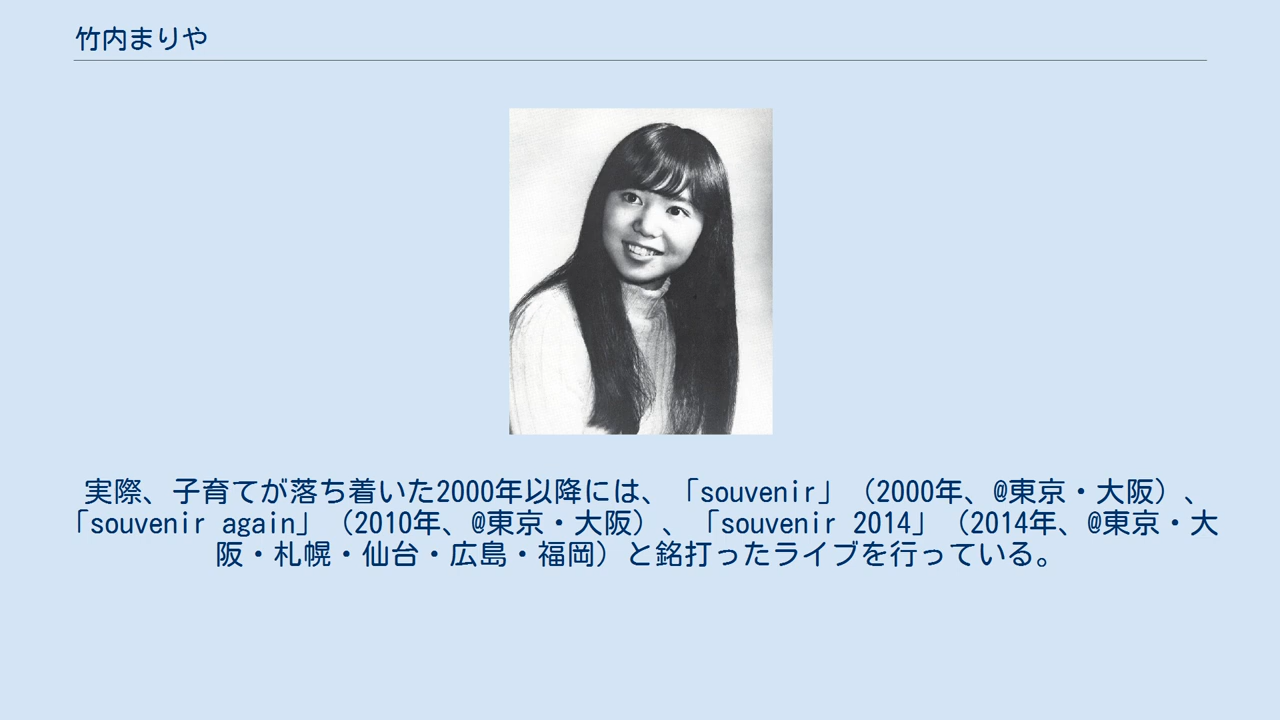 竹内まりや
実際、子育てが落ち着いた2000年以降には、「souvenir」（2000年、@東京・大阪）、
「souvenir again」（2010年、@東京・大阪）、「souvenir 2014」（2014年、@東京・大
阪・札幌・仙台・広島・福岡）と銘打ったライブを行っている。